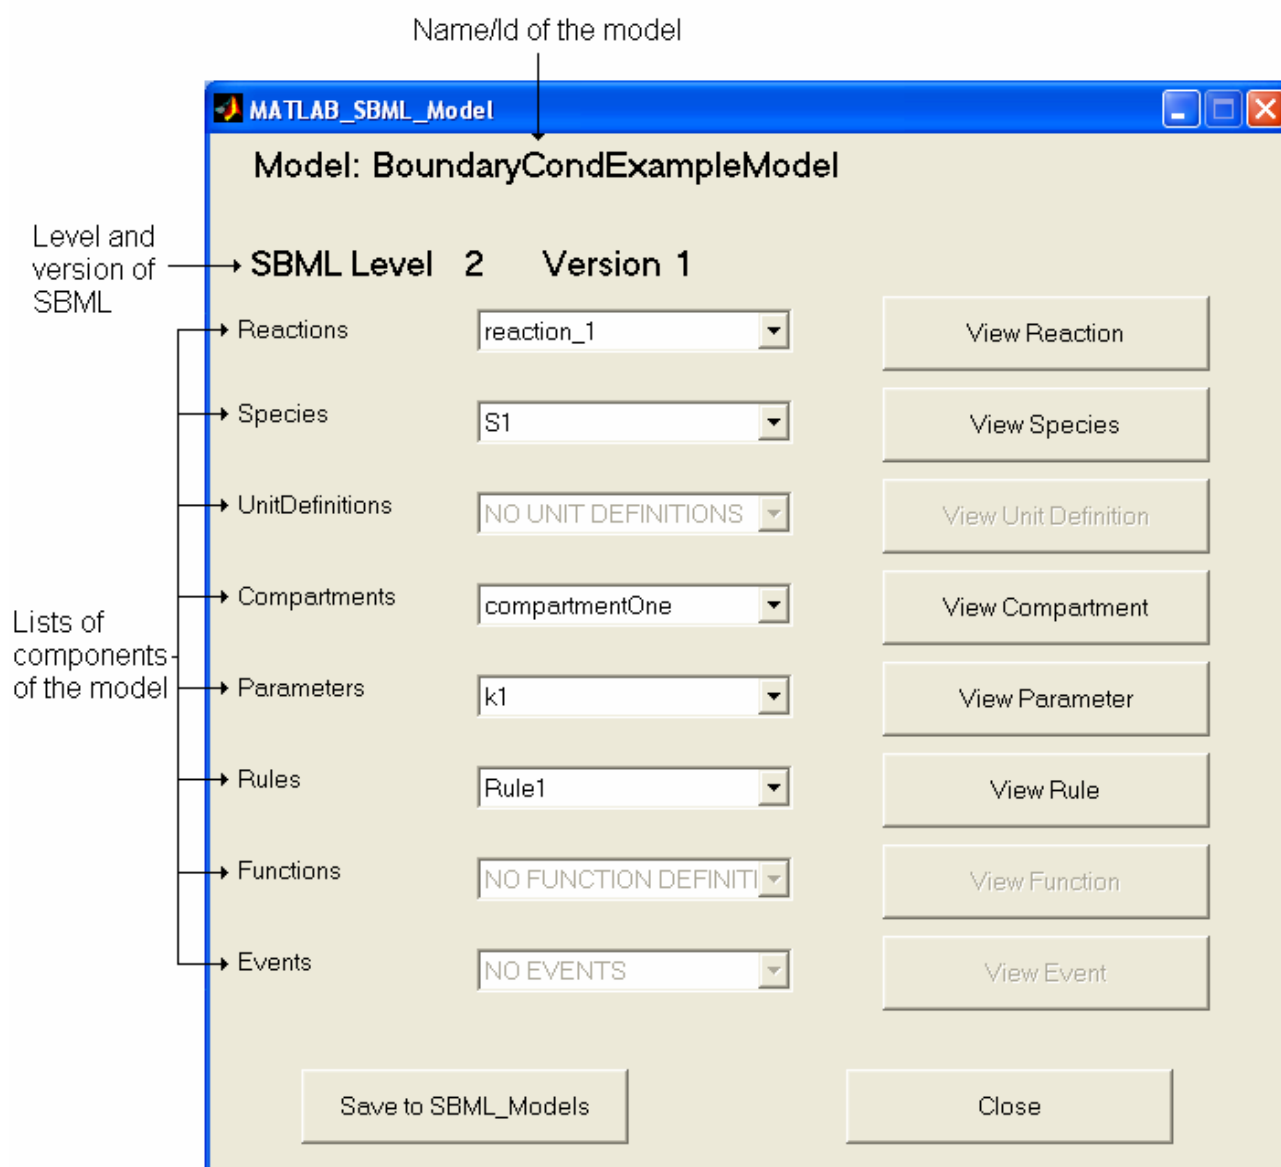 Name/Id of the model
MATLAB_SBML_Model
Model: BoundaryCondExampleModel
Level and
version of
SBML
SBML Level 2 Version 1
Reactions
reaction_1
View Reaction
Species
S1
View Species
UnitDefinitions
NO UNIT DEFINITIONS
View Unit Definition
Compartments
compartmentOne
View Compartment
Lists of
components
of the model
Parameters
k1
View Parameter
Rules
Rule1
View Rule
Functions
NO FUNCTION DEFINITI
View Function
Events
NO EVENTS
View Event
Save to SBML_Models
Close